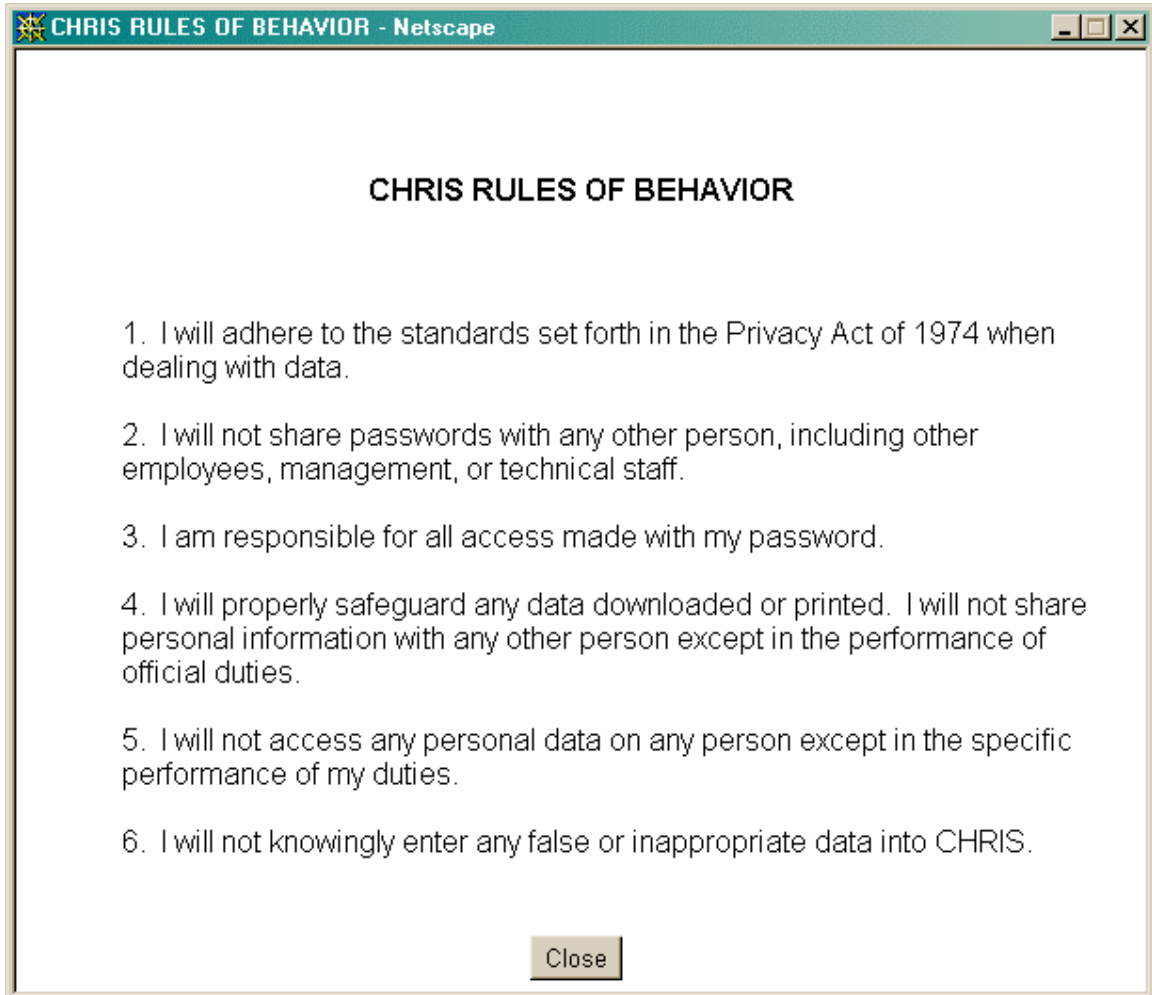 CHRIS RULES OF BEHAVIOR - Netscape
CHRIS RULES OF BEHAVIOR
1. I will adhere to the standards set forth in the Privacy Act of 1974 when
dealing with data.
2. I will not share passwords with any other person, including other
employees, management, or technical staff.
3. I am responsible for all access made with my password.
4. I will properly safeguard any data downloaded or printed. I will not share
personal information with any other person except in the performance of
official duties.
5. I will not access any personal data on any person except in the specific
performance of my duties.
6. I will not knowingly enter any false or inappropriate data into CHRIS.
Close